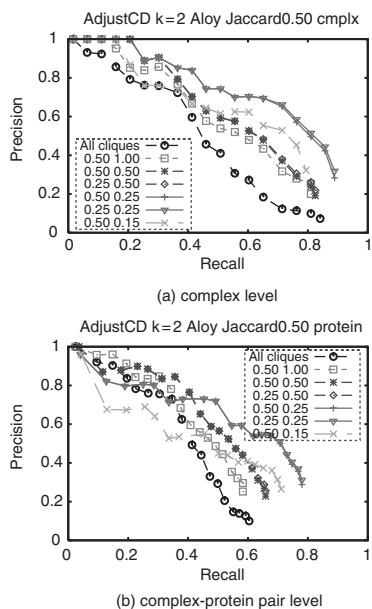 (a)
AdjustCD k=2 Aloy Jaccard0.50 cmplx
1
0.8
0.6
0.4
0.2
0
Precision
All cliques
0.50 1.00
0.50 0.50
0.25 0.50
0.50 0.25
0.25 0.25
0.50 0.15
0 0.2 0.4 0.6 0.8 1
Recall
(a) complex level
AdjustCD k=2 Aloy Jaccard0.50 protein
1
0.8
0.6
0.4
0.2
0
Precision
All cliques
0.50 1.00
0.50 0.50
0.25 0.50
0.50 0.25
0.25 0.25
0.50 0.15
0 0.2 0.4 0.6 0.8 1
Recall
(b) complex-protein pair level